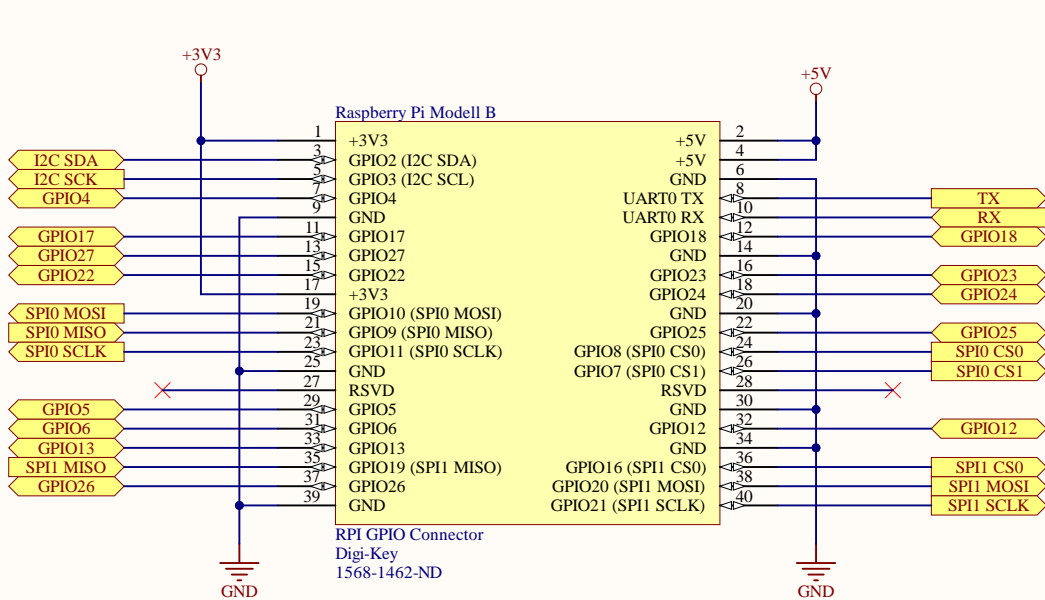 +3V3
+5V
Raspberry Pi Modell B
1 +3V3 +5V 2
I2C SDA 3 GPIO2 (I2C SDA) +5V 4
I2C SCK 5 GPIO3 (I2C SCL) GND 6
GPIO4 7 GPIO4 UART0 TX 8 TX
9 GND UART0 RX 10 RX
GPIO17 11 GPIO17 GPIO18 12 GPIO18
GPIO27 13 GPIO27 GND 14
GPIO22 15 GPIO22 GPIO23 16 GPIO23
17 +3V3 GPIO24 18 GPIO24
SPI0 MOSI 19 GPIO10 (SPI0 MOSI) GND 20
SPI0 MISO 21 GPIO9 (SPI0 MISO) GPIO25 22 GPIO25
SPI0 SCLK 23 GPIO11 (SPI0 SCLK) GPIO8 (SPI0 CS0) 24 SPI0 CS0
25 GND GPIO7 (SPI0 CS1) 26 SPI0 CS1
27 RSVD RSVD 28
GPIO5 29 GPIO5 GND 30
GPIO6 31 GPIO6 GPIO12 32 GPIO12
GPIO13 33 GPIO13 GND 34
SPI1 MISO 35 GPIO19 (SPI1 MISO) GPIO16 (SPI1 CS0) 36 SPI1 CS0
GPIO26 37 GPIO26 GPIO20 (SPI1 MOSI) 38 SPI1 MOSI
39 GND GPIO21 (SPI1 SCLK) 40 SPI1 SCLK
RPI GPIO Connector
Digi-Key
1568-1462-ND
GND
GND